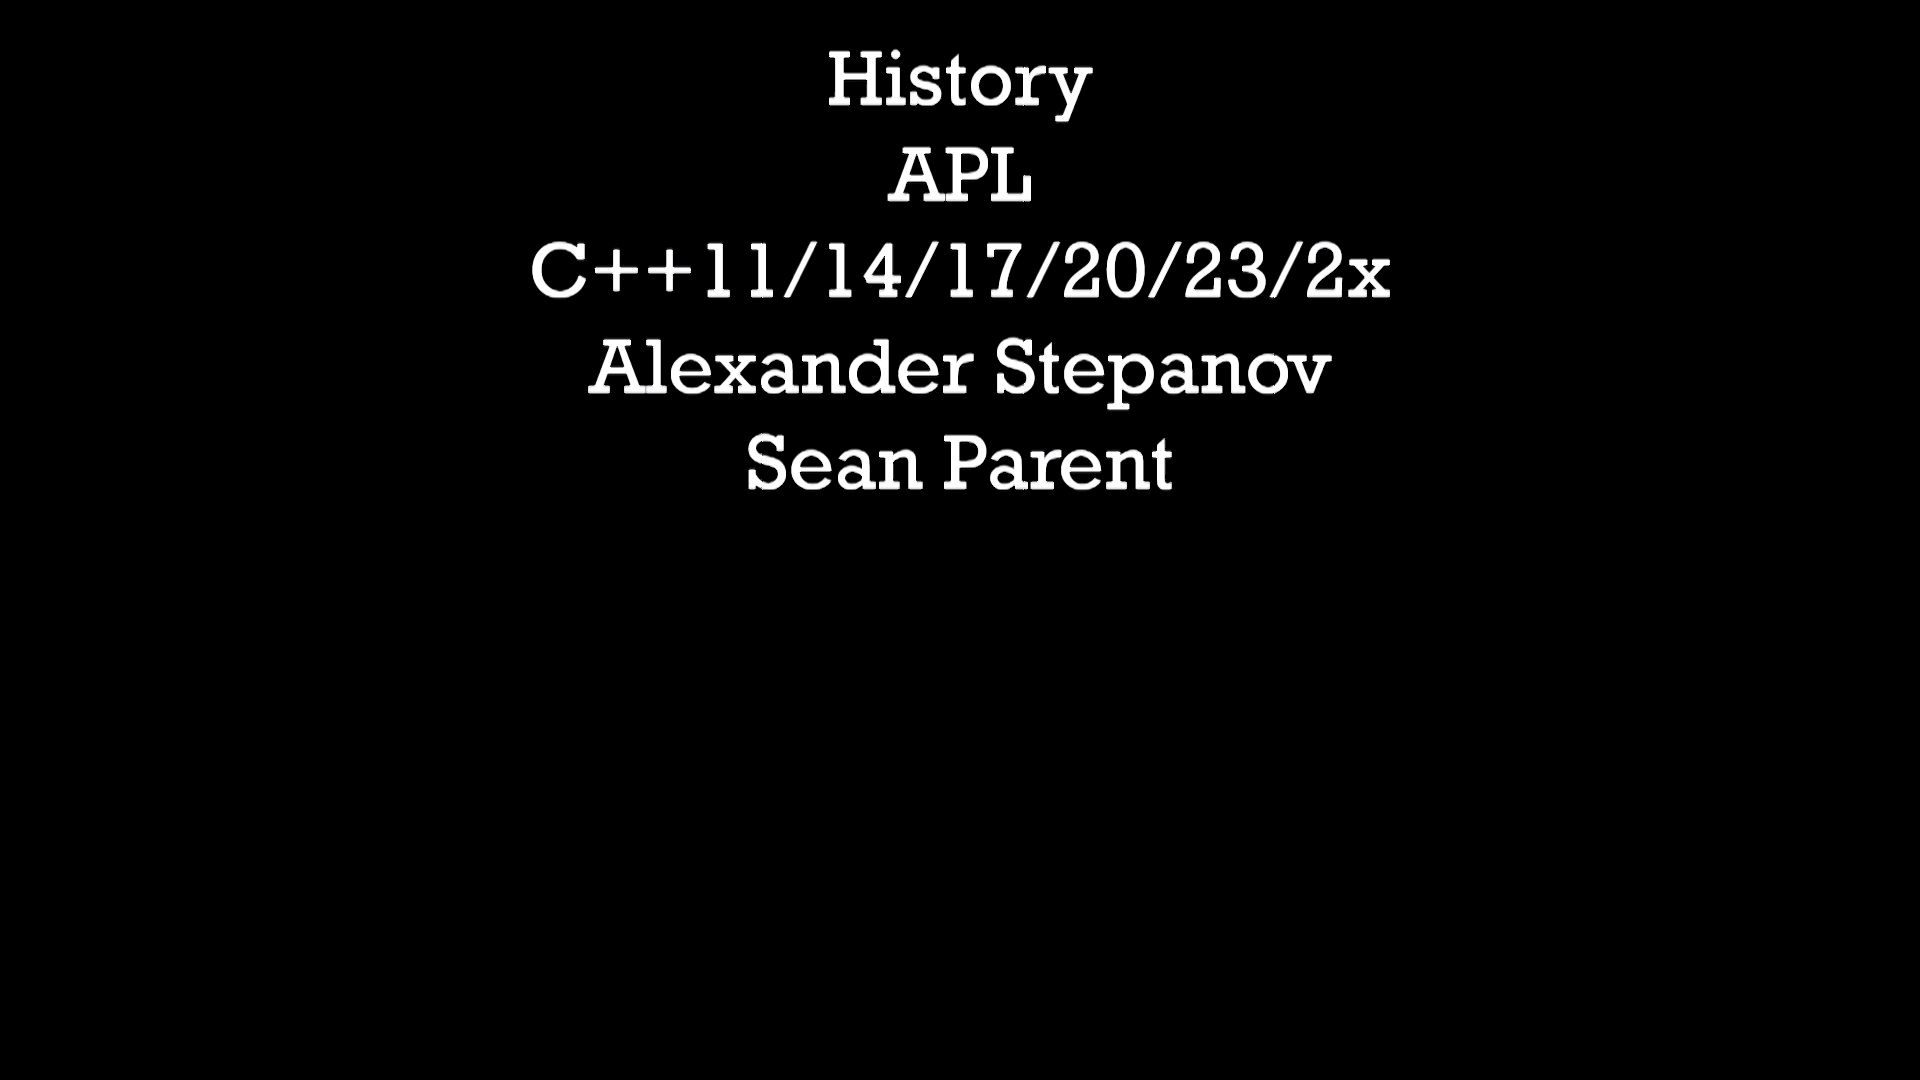 History
APL
C++11/14/17/20/23/2x
Alexander Stepanov
Sean Parent